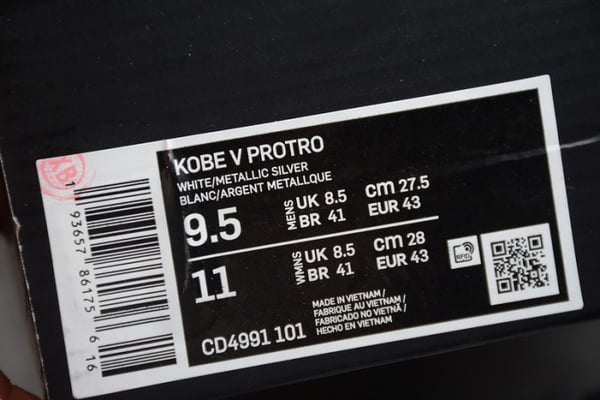 KOBE V PROTRO
WHITE/METALLIC SILVER
BLANC/ARGENT METALLQUE
9.5
MENS
UK 8.5
BR 41
cm 27.5
EUR 43
11
WMNS
UK 8.5
BR 41
cm 28
EUR 43
MADE IN VIETNAM /
FABRIQUE AU VIETNAM /
FABRICADO NO VIETNÃ /
HECHO EN VIETNAM
CD4991 101
RFID
1 93657 86175 6 16